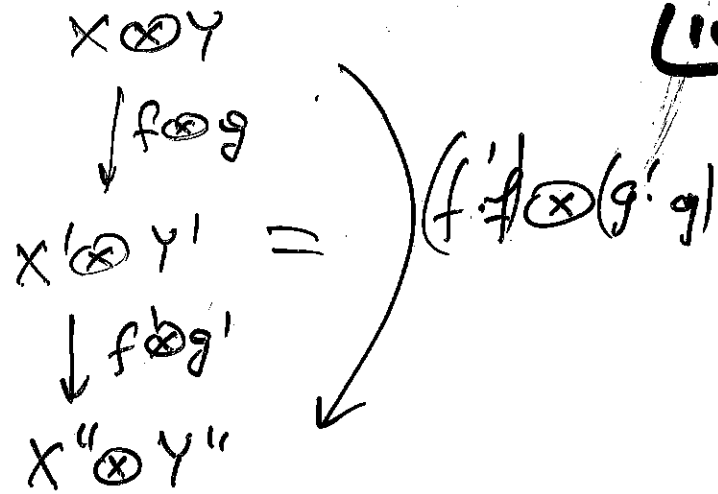 X ⊗ Y
f ⊗ g
X' ⊗ Y' = (f'·f) ⊗ (g'·g)
f' ⊗ g'
X'' ⊗ Y''